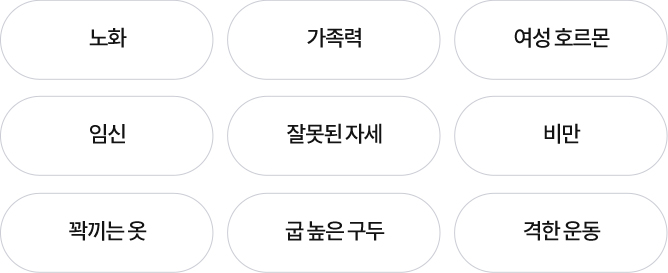 노화
가족력
여성 호르몬
임신
잘못된 자세
비만
꽉끼는 옷
굽 높은 구두
격한 운동